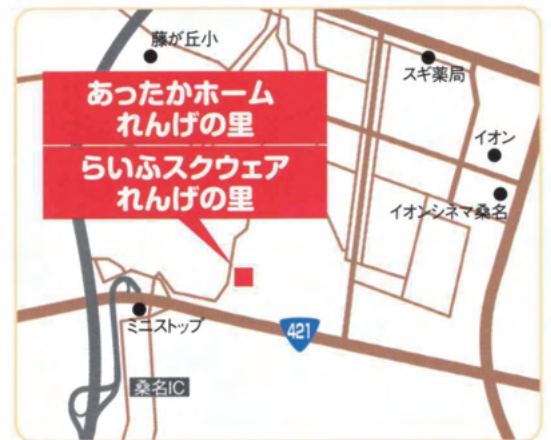 藤が丘小
スギ薬局
あったかホーム
れんげの里
らいふスクウェア
れんげの里
イオン
イオンシネマ桑名
ミニストップ
421
桑名IC